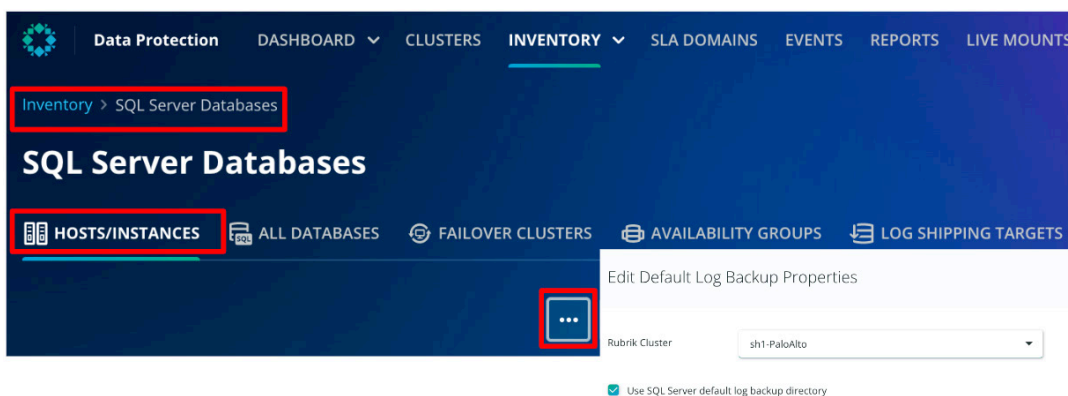 Data Protection DASHBOARD CLUSTERS INVENTORY SLA DOMAINS EVENTS REPORTS LIVE MOUNTS
Inventory > SQL Server Databases
SQL Server Databases
HOSTS/INSTANCES SQL ALL DATABASES FAILOVER CLUSTERS AVAILABILITY GROUPS LOG SHIPPING TARGETS
...
Edit Default Log Backup Properties
Rubrik Cluster sh1-PaloAlto
Use SQL Server default log backup directory